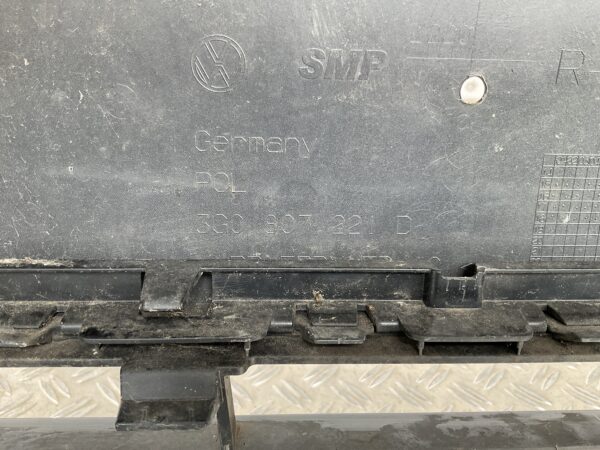 SMP
R-
Germany
POL
3G0 807 221 D